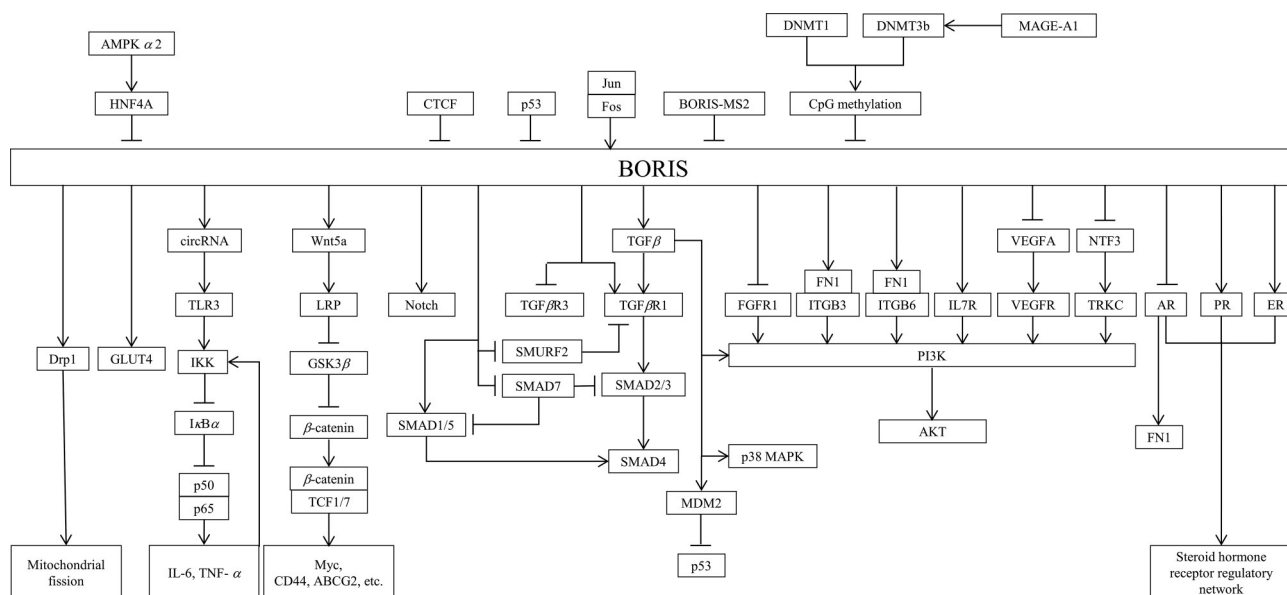 DNMT1
DNMT3b
MAGE-A1
AMPK α 2
Jun
HNF4A
CTCF
p53
Fos
BORIS-MS2
CpG methylation
BORIS
circRNA
Wnt5a
TGFβ
VEGFA
NTF3
FN1
FN1
TLR3
LRP
Notch
TGFβR3
TGFβR1
FGFR1
ITGB3
ITGB6
IL7R
VEGFR
TRKC
AR
PR
ER
Drp1
GLUT4
IKK
GSK3β
SMURF2
PI3K
SMAD7
SMAD2/3
IκBα
β-catenin
SMAD1/5
AKT
FN1
SMAD4
p38 MAPK
p50
β-catenin
p65
TCF1/7
MDM2
p53
Mitochondrial
fission
IL-6, TNF- α
Myc,
CD44, ABCG2, etc.
Steroid hormone
receptor regulatory
network